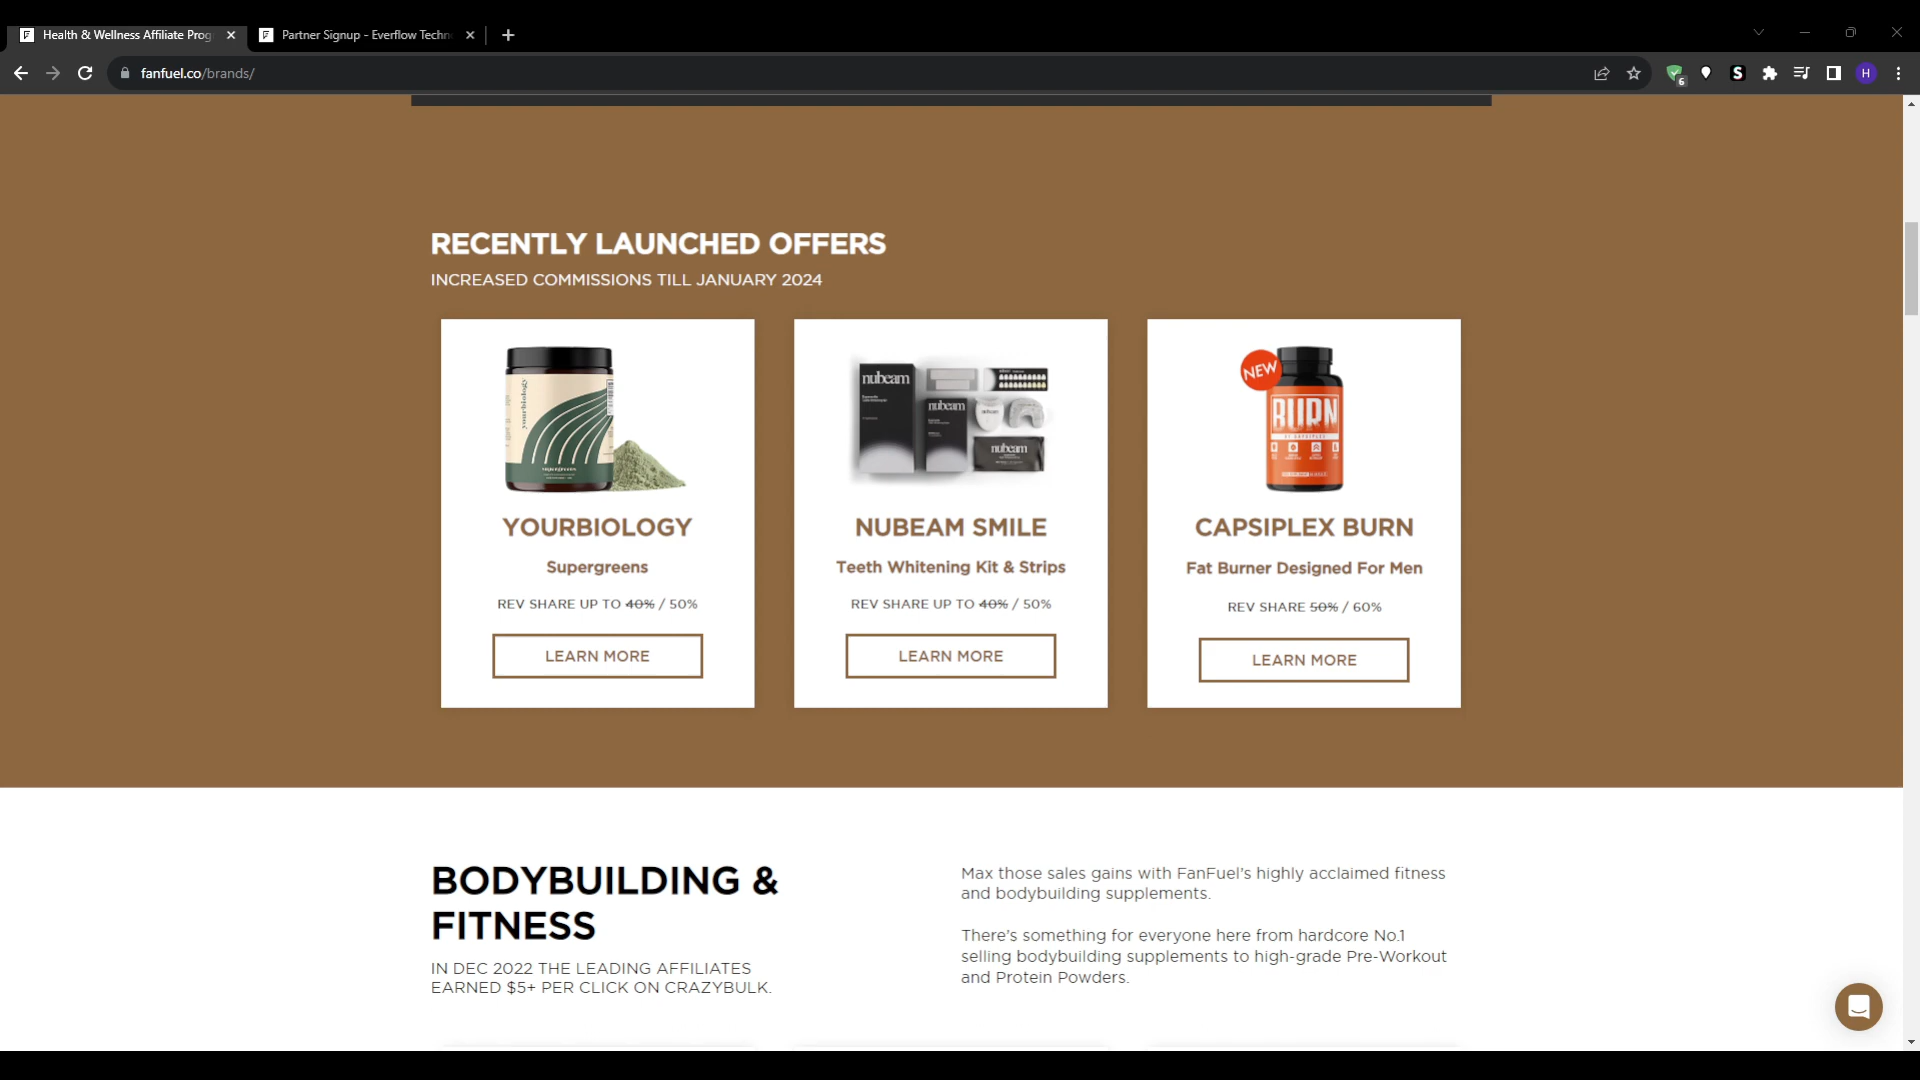 Health & Wellness Affiliate Prog
Partner Signup - Everflow Techn
fanfuel.co/brands/
6
S
H
RECENTLY LAUNCHED OFFERS
INCREASED COMMISSIONS TILL JANUARY 2024
yourbiology
supergreens
nubeam
nubeam
nubeam
NEW
BURN
YOURBIOLOGY
NUBEAM SMILE
CAPSIPLEX BURN
Supergreens
Teeth Whitening Kit & Strips
Fat Burner Designed For Men
REV SHARE UP TO 40% / 50%
REV SHARE UP TO 40% / 50%
REV SHARE 50% / 60%
LEARN MORE
LEARN MORE
LEARN MORE
BODYBUILDING &
FITNESS
IN DEC 2022 THE LEADING AFFILIATES
EARNED $5+ PER CLICK ON CRAZYBULK.
Max those sales gains with FanFuel's highly acclaimed fitness
and bodybuilding supplements.
There's something for everyone here from hardcore No.1
selling bodybuilding supplements to high-grade Pre-Workout
and Protein Powders.